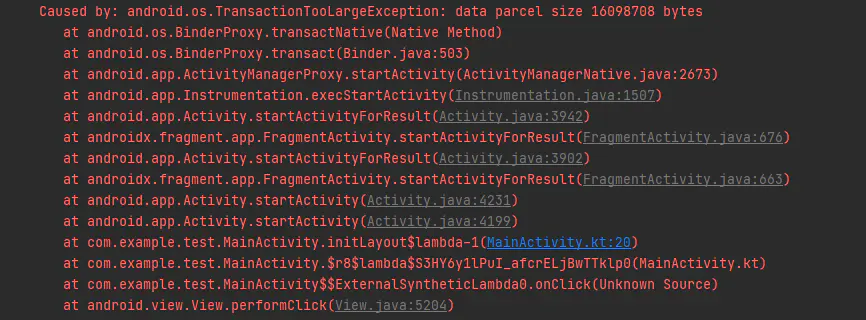 Caused by: android.os.TransactionTooLargeException: data parcel size 16098708 bytes
at android.os.BinderProxy.transactNative(Native Method)
at android.os.BinderProxy.transact(Binder.java:503)
at android.app.ActivityManagerProxy.startActivity(ActivityManagerNative.java:2673)
at android.app.Instrumentation.execStartActivity(Instrumentation.java:1507)
at android.app.Activity.startActivityForResult(Activity.java:3942)
at androidx.fragment.app.FragmentActivity.startActivityForResult(FragmentActivity.java:676)
at android.app.Activity.startActivityForResult(Activity.java:3902)
at androidx.fragment.app.FragmentActivity.startActivityForResult(FragmentActivity.java:663)
at android.app.Activity.startActivity(Activity.java:4231)
at android.app.Activity.startActivity(Activity.java:4199)
at com.example.test.MainActivity.initLayout$lambda-1(MainActivity.kt:20)
at com.example.test.MainActivity.$r8$lambda$S3HY6y1lPuI_afcrELjBwTTklp0(MainActivity.kt)
at com.example.test.MainActivity$$ExternalSyntheticLambda0.onClick(Unknown Source)
at android.view.View.performClick(View.java:5204)